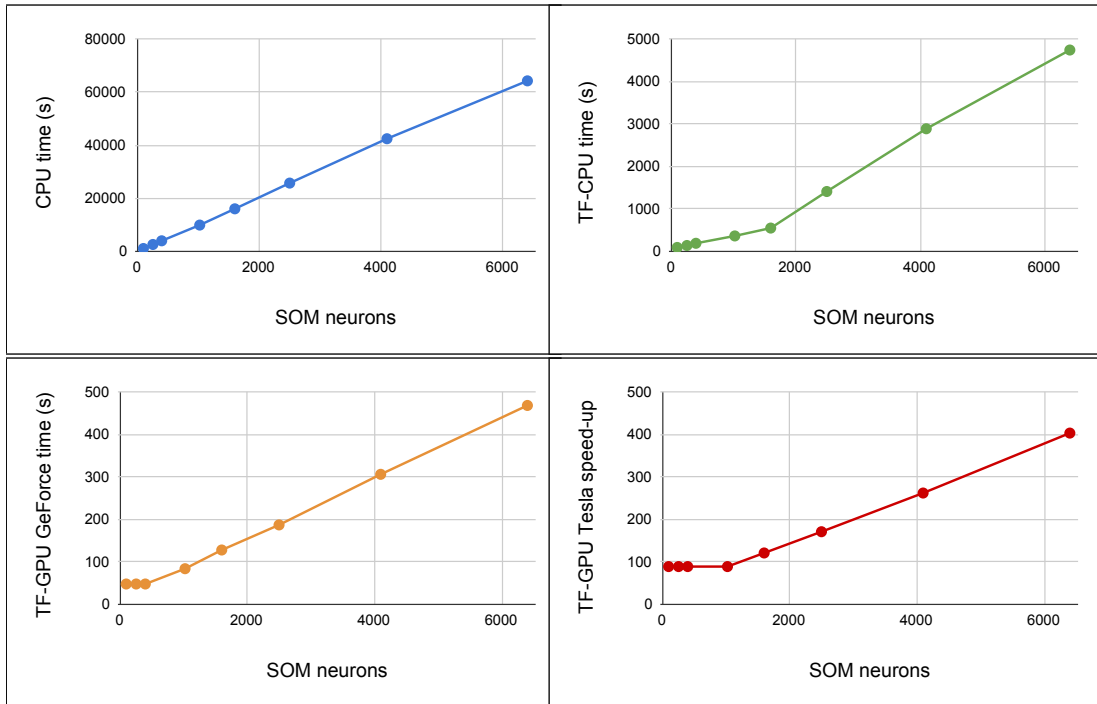 CPU time (s)
80000
60000
40000
20000
0
0 2000 4000 6000
SOM neurons
TF-CPU time (s)
5000
4000
3000
2000
1000
0
0 2000 4000 6000
SOM neurons
TF-GPU GeForce time (s)
500
400
300
200
100
0
0 2000 4000 6000
SOM neurons
TF-GPU Tesla speed-up
500
400
300
200
100
0
0 2000 4000 6000
SOM neurons